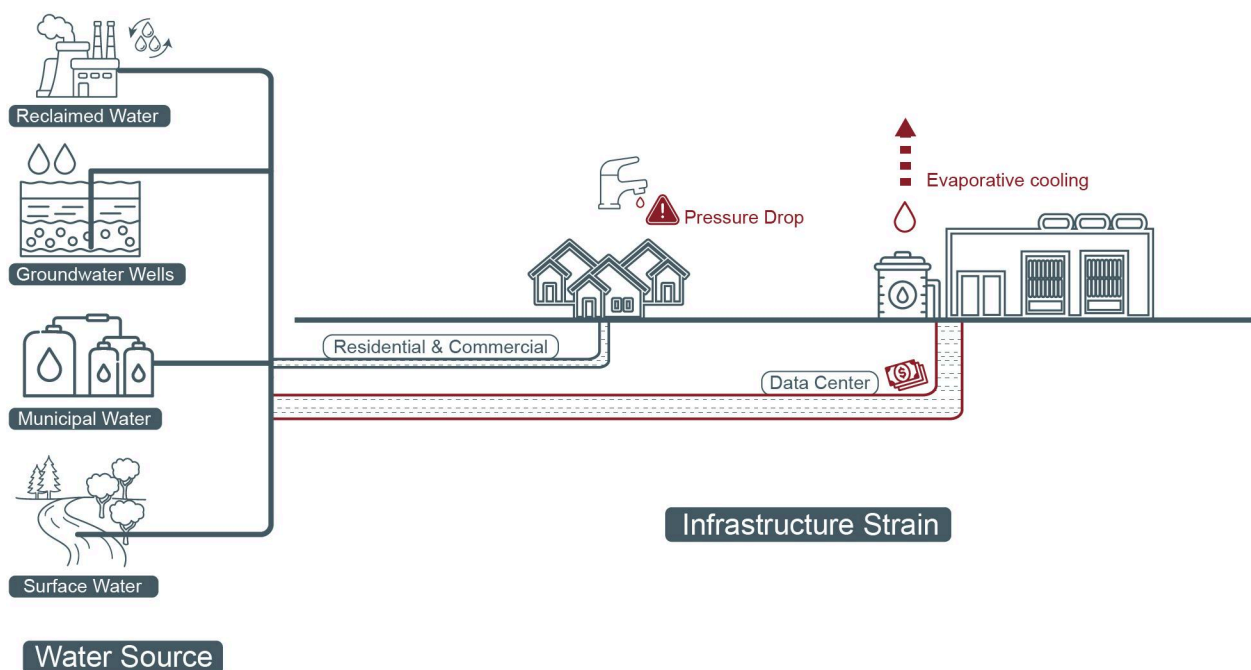 Reclaimed Water
Groundwater Wells
Municipal Water
Surface Water
Water Source
Pressure Drop
Evaporative cooling
Residential & Commercial
Data Center
$
!
Infrastructure Strain